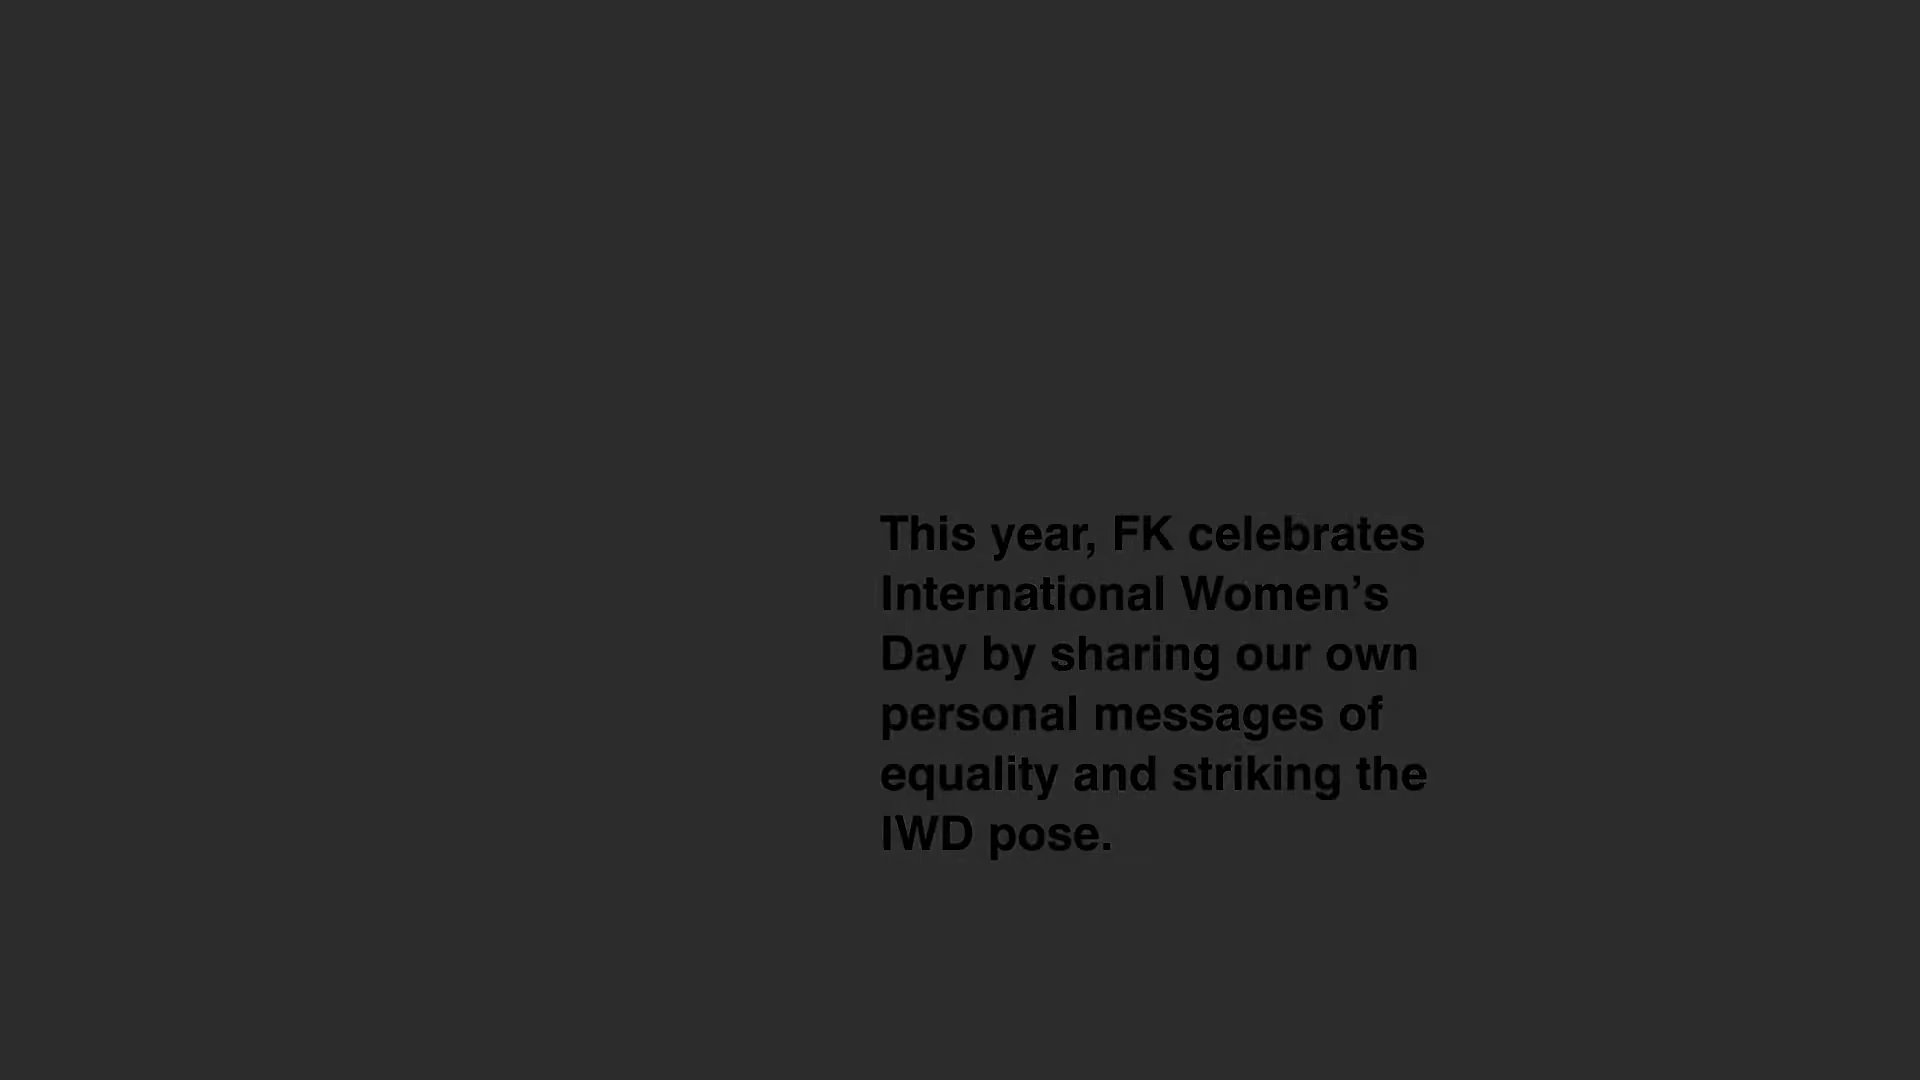 This year, FK celebrates
International Women’s
Day by sharing our own
personal messages of
equality and striking the
IWD pose.